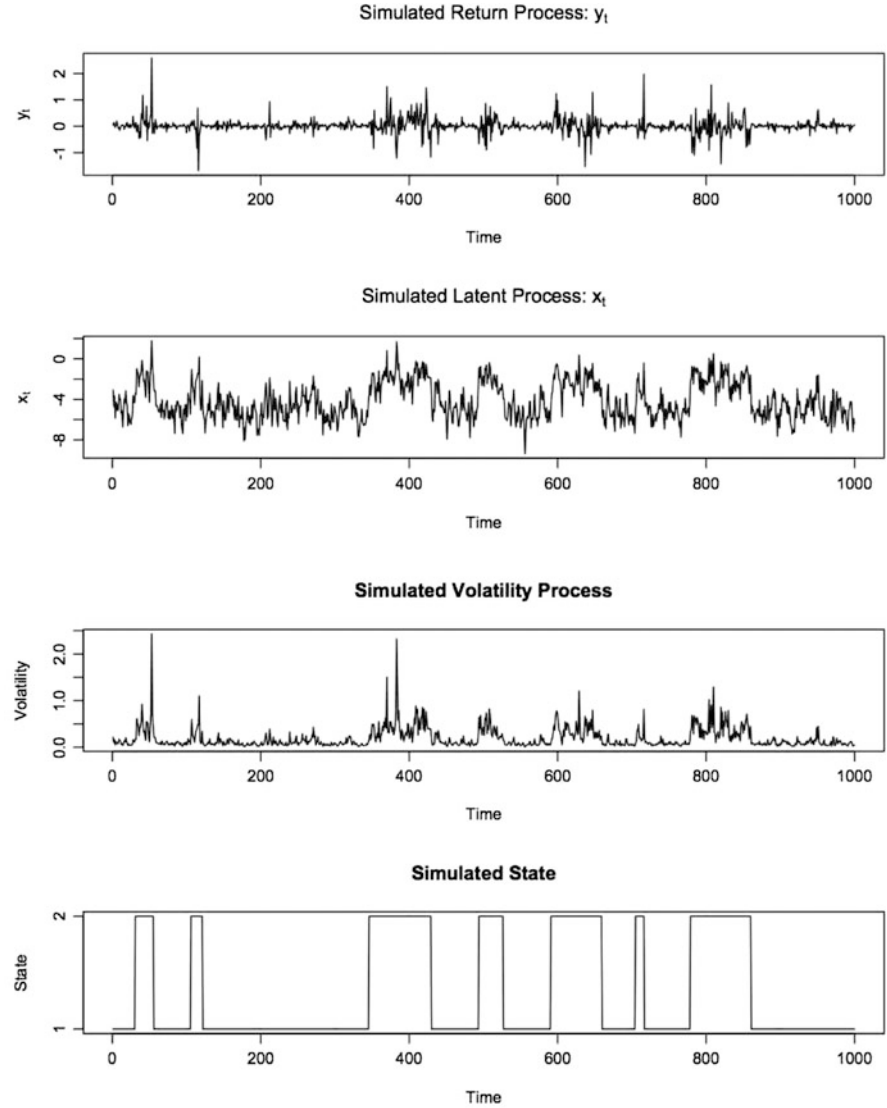 Simulated Return Process: yₜ
yₜ
2
1
0
-1
0 200 400 600 800 1000
Time
Simulated Latent Process: xₜ
xₜ
0
-4
-8
0 200 400 600 800 1000
Time
Simulated Volatility Process
Volatility
2.0
1.0
0.0
0 200 400 600 800 1000
Time
Simulated State
State
2
1
0 200 400 600 800 1000
Time